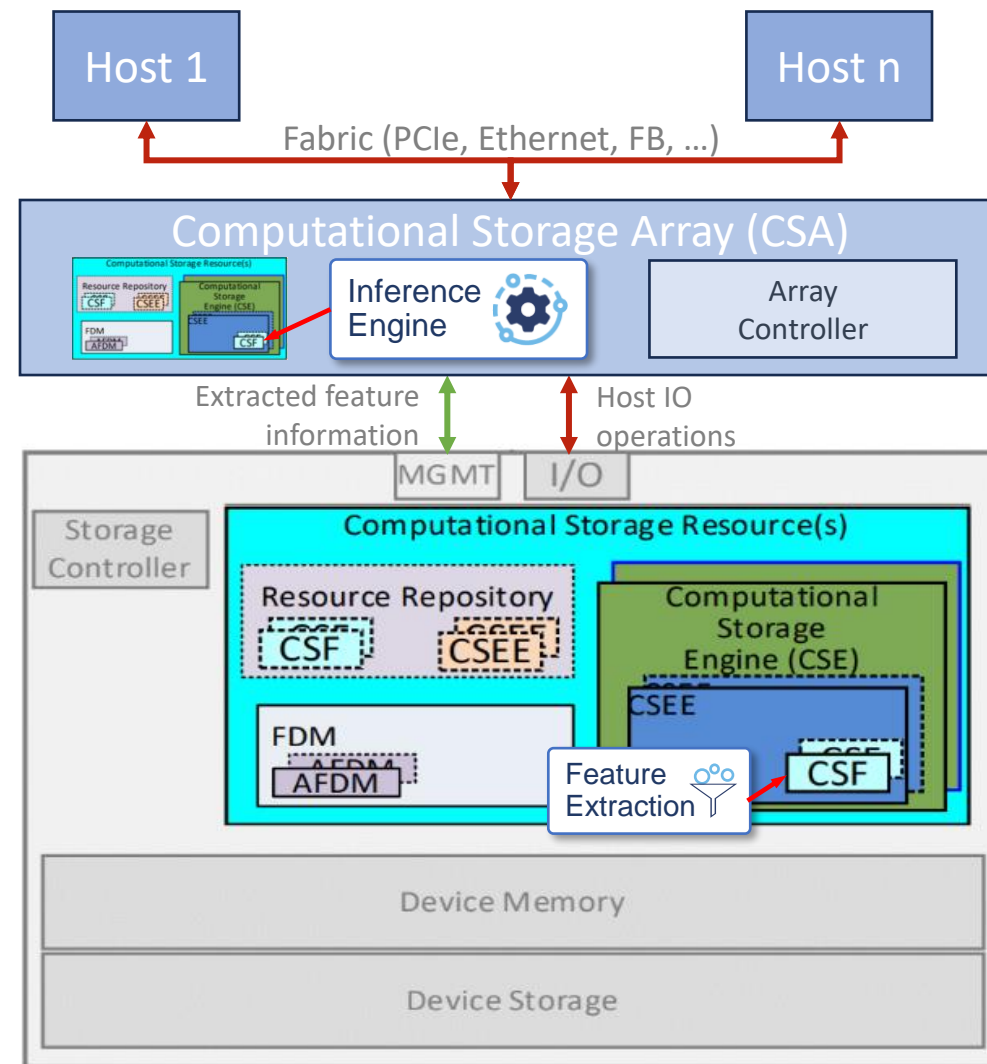 Host 1
Host n
Fabric (PCIe, Ethernet, FB, …)
Computational Storage Array (CSA)
Computational Storage Resource(s)
Resource Repository
CSF
CSEE
Computational
Storage
Engine (CSE)
CSEE
FDM
AFDM
CSF
Inference
Engine
Array
Controller
Extracted feature
information
Host IO
operations
MGMT
I/O
Storage
Controller
Computational Storage Resource(s)
Resource Repository
CSF
CSEE
Computational
Storage
Engine (CSE)
CSEE
FDM
AFDM
AFDM
Feature
Extraction
CSF
Device Memory
Device Storage